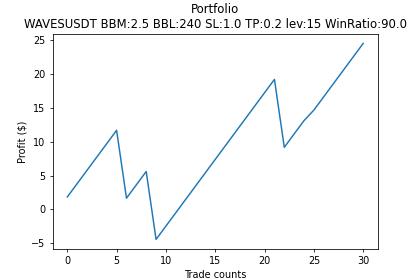 Portfolio
WAVESUSDT BBM:2.5 BBL:240 SL:1.0 TP:0.2 lev:15 WinRatio:90.0
Profit ($)
25
20
15
10
5
0
−5
0 5 10 15 20 25 30
Trade counts